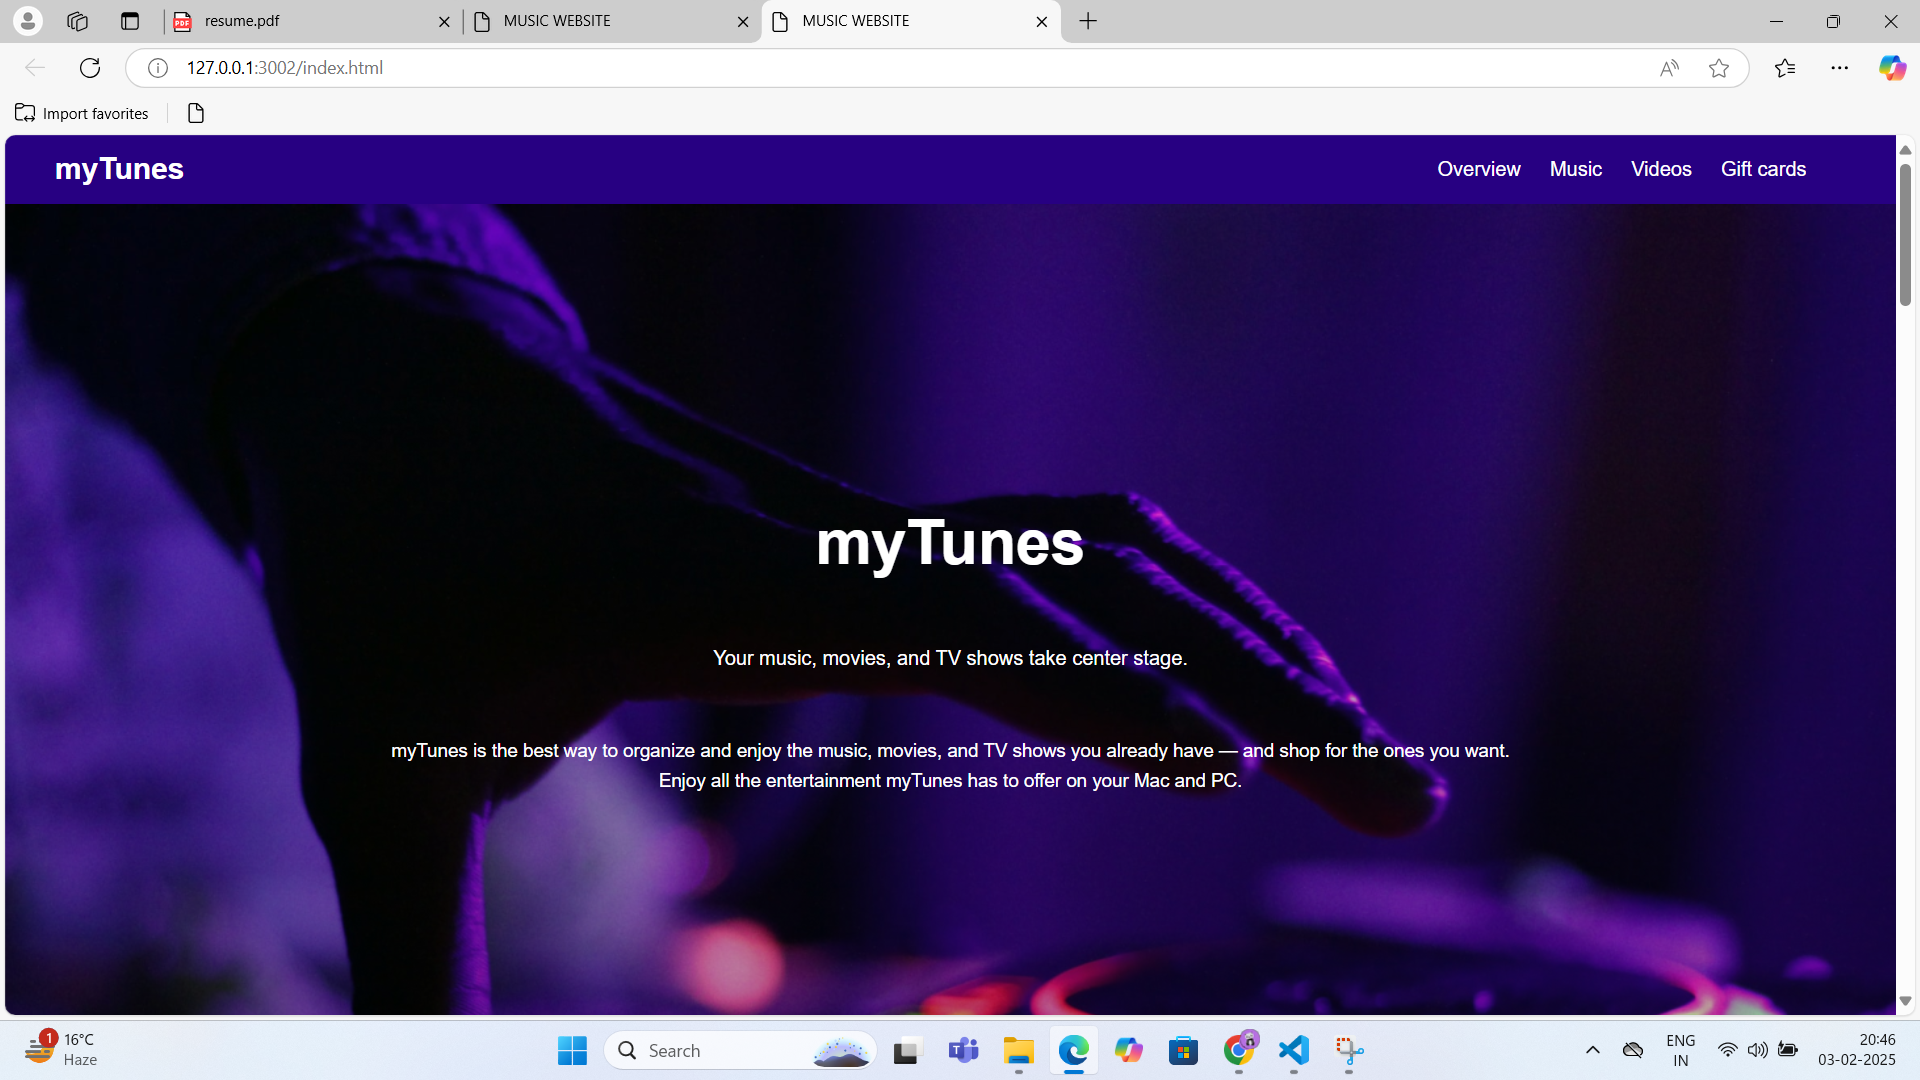 resume.pdf
MUSIC WEBSITE
MUSIC WEBSITE
127.0.0.1:3002/index.html
Import favorites
myTunes
Overview
Music
Videos
Gift cards
myTunes
Your music, movies, and TV shows take center stage.
myTunes is the best way to organize and enjoy the music, movies, and TV shows you already have — and shop for the ones you want.
Enjoy all the entertainment myTunes has to offer on your Mac and PC.
1
16°C
Haze
Search
ENG
IN
20:46
03-02-2025